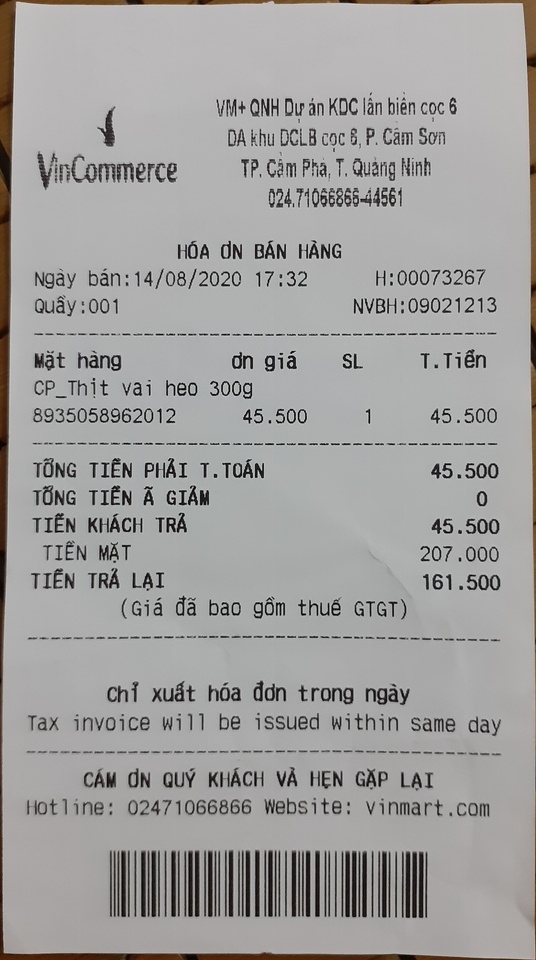 VinCommerce
VM+ QNH Dự án KDC lấn biển cọc 6
DA khu DCLB cọc 6, P. Cẩm Sơn
TP. Cẩm Phả, T. Quảng Ninh
024.71066866-44561
HÓA ƠN BÁN HÀNG
Ngày bán:14/08/2020 17:32 H:00073267
Quầy:001 NVBH:09021213
Mặt hàng ơn giá SL T.Tiền
CP_Thịt vai heo 300g
8935058962012 45.500 1 45.500
TỔNG TIỀN PHẢI T.TOÁN 45.500
TỔNG TIỀN Ã GIẢM 0
TIỀN KHÁCH TRẢ 45.500
TIỀN MẶT 207.000
TIỀN TRẢ LẠI 161.500
(Giá đã bao gồm thuế GTGT)
Chỉ xuất hóa đơn trong ngày
Tax invoice will be issued within same day
CẢM ƠN QUÝ KHÁCH VÀ HẸN GẶP LẠI
Hotline: 02471066866 Website: vinmart.com